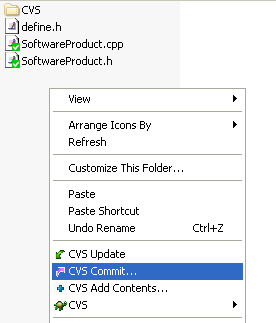 CVS
define.h
SoftwareProduct.cpp
SoftwareProduct.h
View
Arrange Icons By
Refresh
Customize This Folder...
Paste
Paste Shortcut
Undo Rename Ctrl+Z
CVS Update
CVS Commit...
CVS Add Contents...
CVS